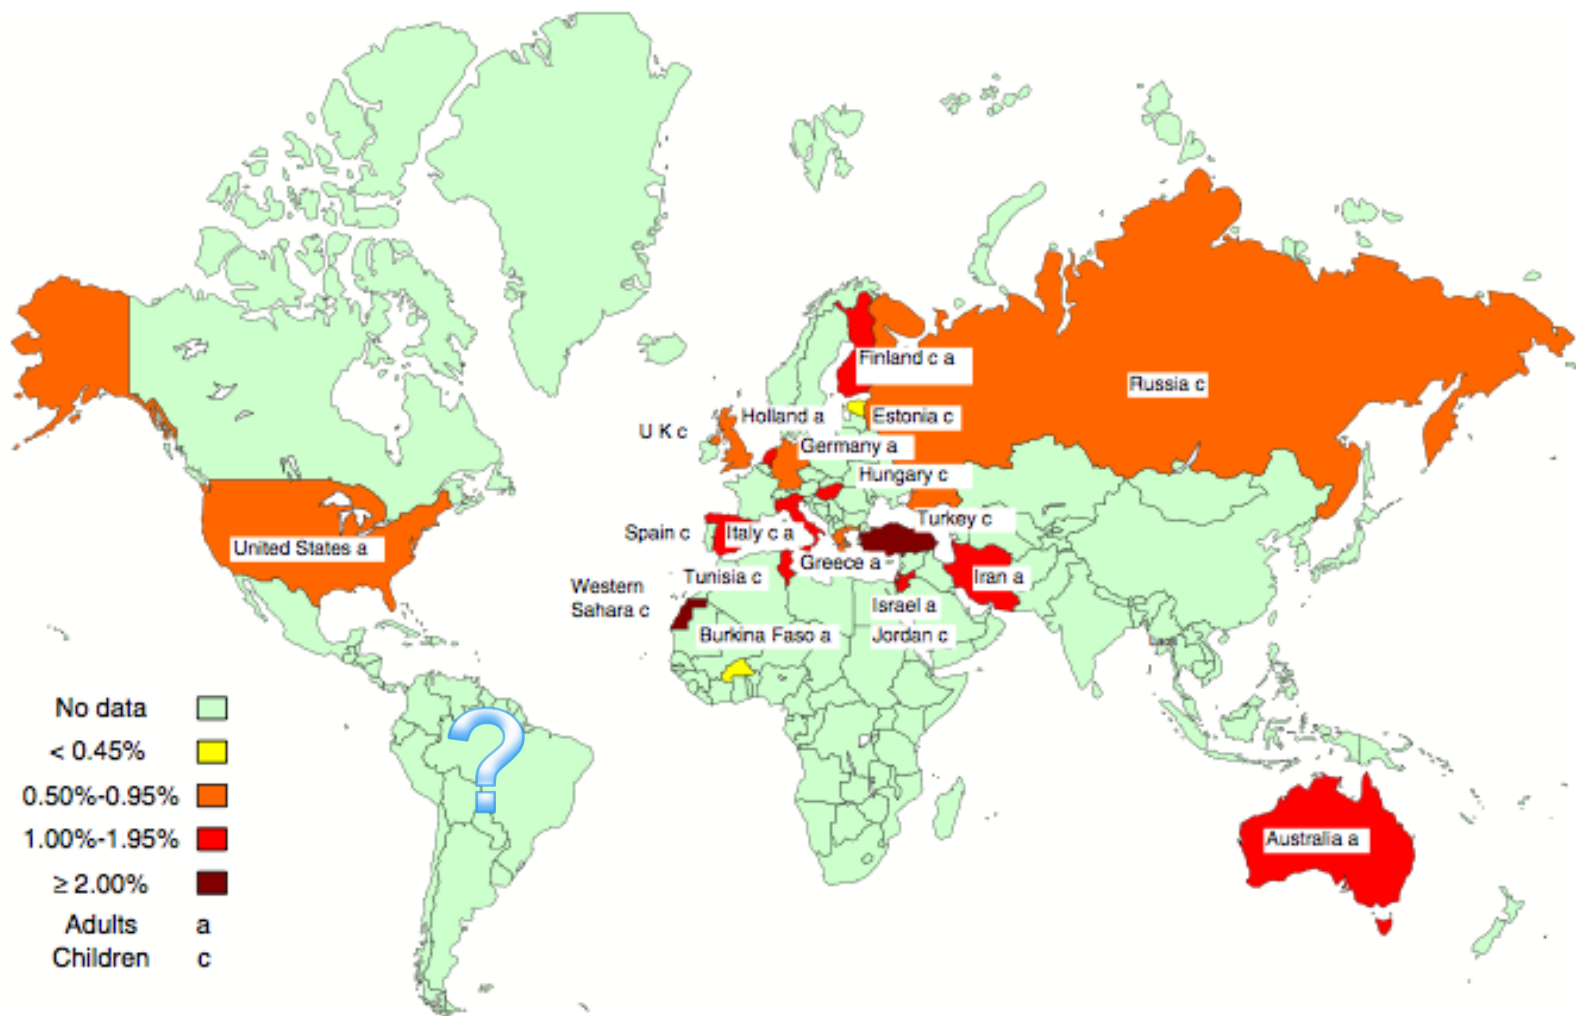 Finland c a
Russia c
Holland a
Estonia c
U K c
Germany a
Hungary c
Turkey c
Spain c
Italy c a
United States a
Greece a
Tunisia c
Iran a
Western
Sahara c
Israel a
Burkina Faso a
Jordan c
Laos
?
No data
< 0.45%
0.50%-0.95%
1.00%-1.95%
≥ 2.00%
Adults a
Children c
Australia a